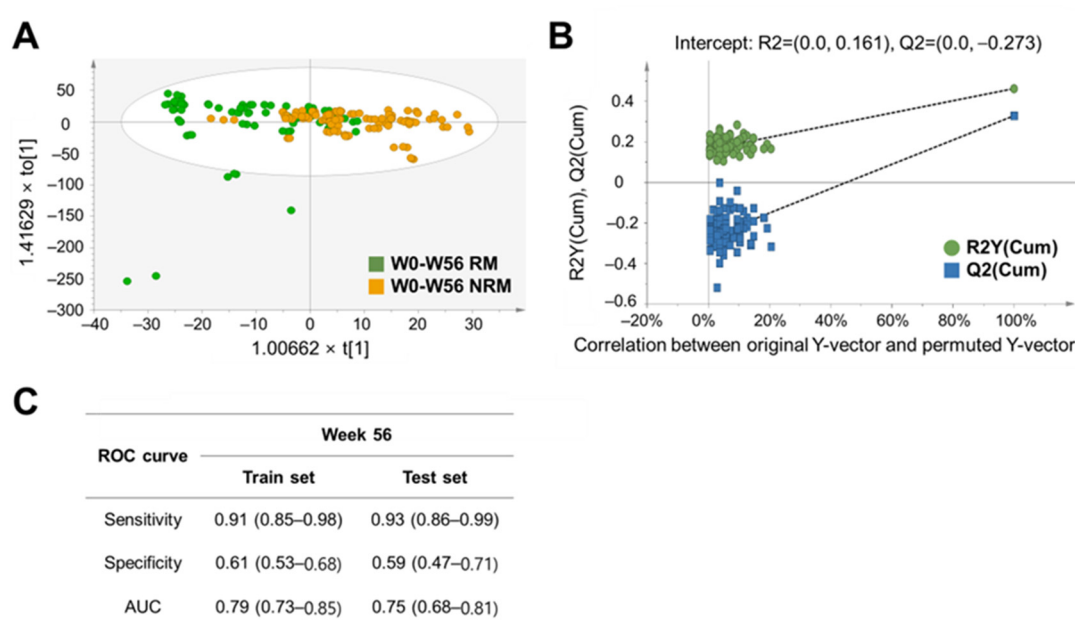 A
1.41629 × to[1]
50
0
−50
−100
−150
−200
−250
−300
−40
−30
−20
−10
0
10
20
30
1.00662 × t[1]
W0-W56 RM
W0-W56 NRM
B
Intercept: R2=(0.0, 0.161), Q2=(0.0, −0.273)
R2Y(Cum), Q2(Cum)
0.4
0.2
0
−0.2
−0.4
−0.6
−20%
0%
20%
40%
60%
80%
100%
Correlation between original Y-vector and permuted Y-vector
R2Y(Cum)
Q2(Cum)
C
ROC curve
Week 56
Train set Test set
Sensitivity 0.91 (0.85–0.98) 0.93 (0.86–0.99)
Specificity 0.61 (0.53–0.68) 0.59 (0.47–0.71)
AUC 0.79 (0.73–0.85) 0.75 (0.68–0.81)